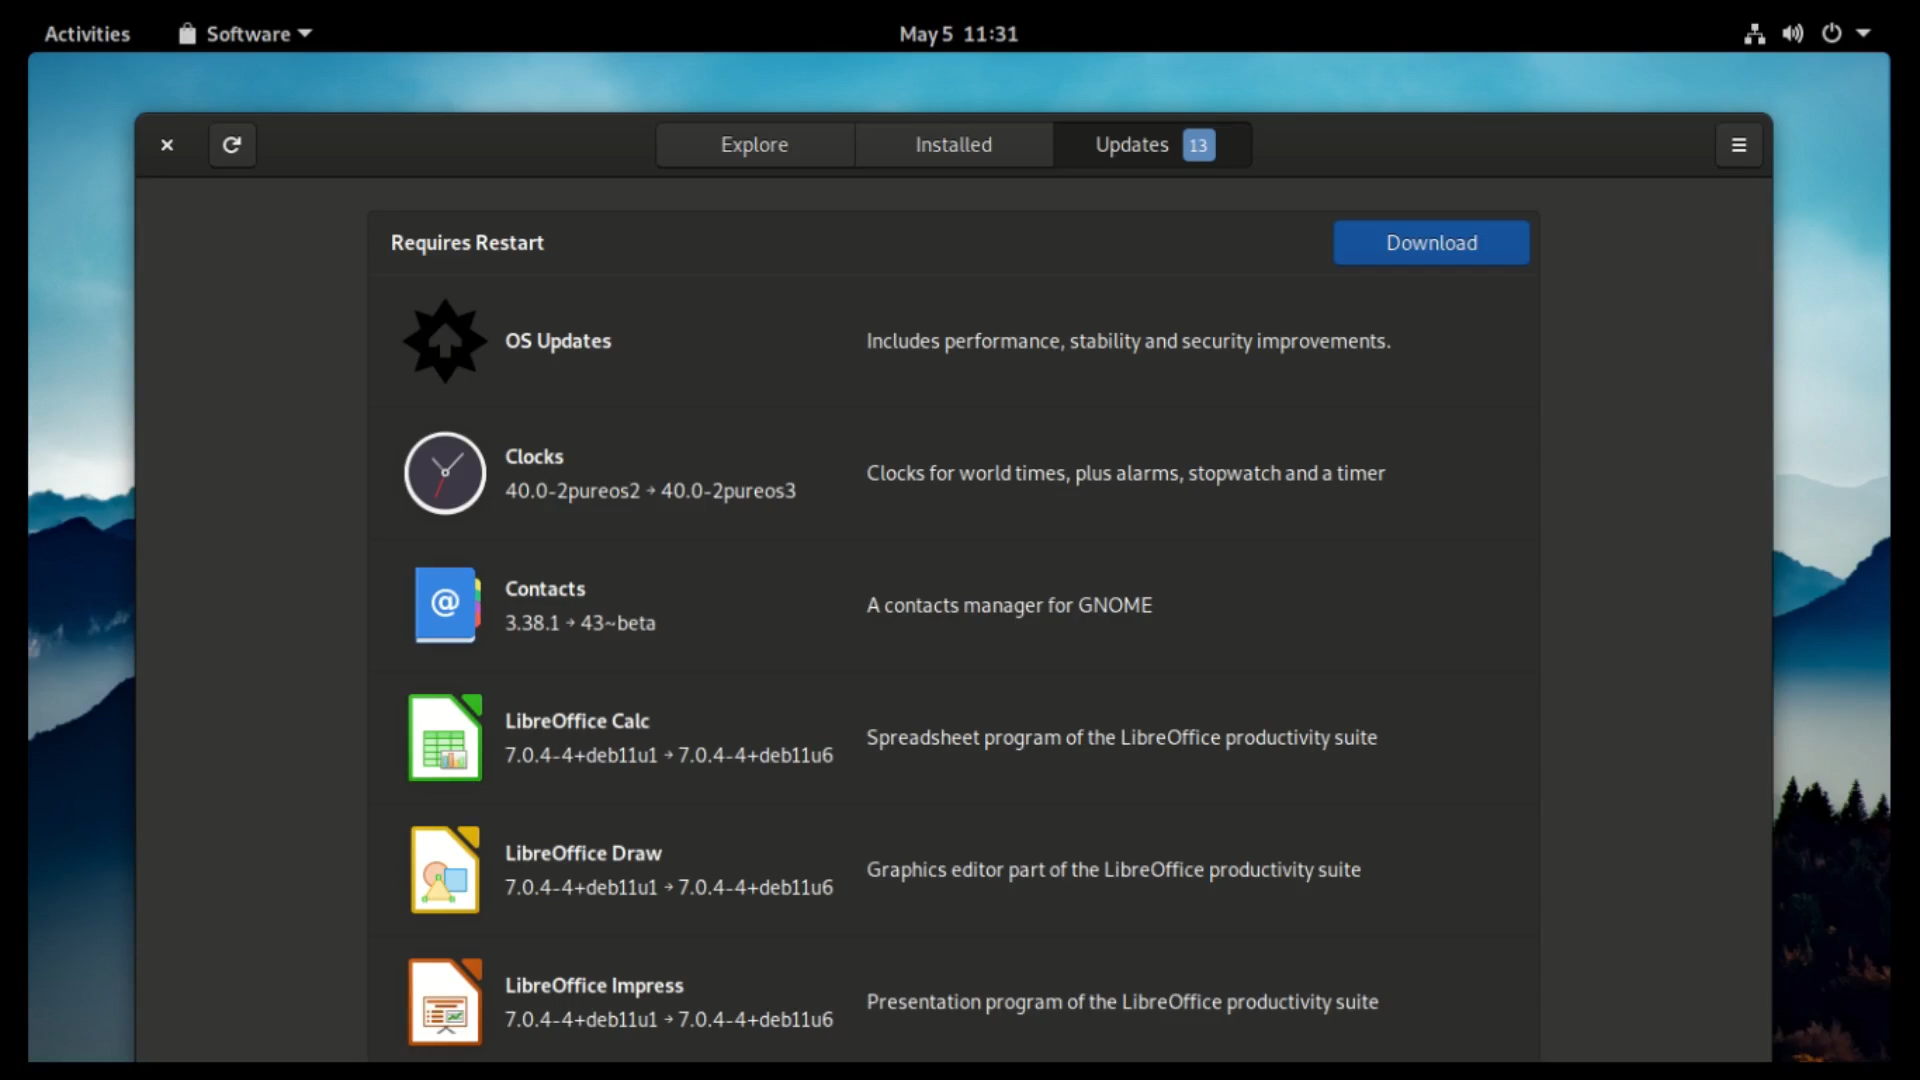 Activities
Software
May 5 11:31
Explore
Installed
Updates 13
Requires Restart
Download
OS Updates
Includes performance, stability and security improvements.
Clocks
40.0-2pureos2 → 40.0-2pureos3
Clocks for world times, plus alarms, stopwatch and a timer
@
Contacts
3.38.1 → 43~beta
A contacts manager for GNOME
LibreOffice Calc
7.0.4-4+deb11u1 → 7.0.4-4+deb11u6
Spreadsheet program of the LibreOffice productivity suite
LibreOffice Draw
7.0.4-4+deb11u1 → 7.0.4-4+deb11u6
Graphics editor part of the LibreOffice productivity suite
LibreOffice Impress
7.0.4-4+deb11u1 → 7.0.4-4+deb11u6
Presentation program of the LibreOffice productivity suite